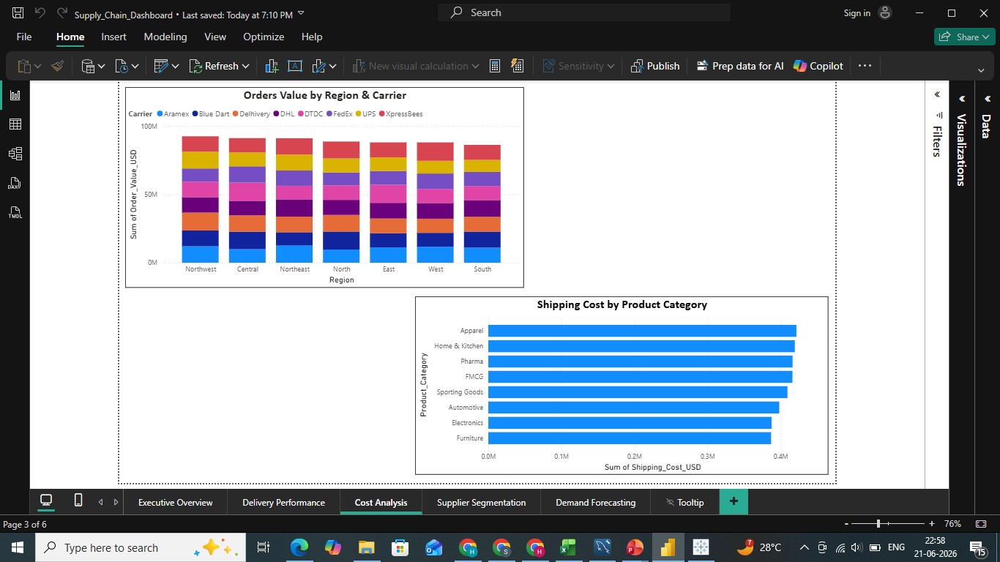 Supply_Chain_Dashboard • Last saved: Today at 7:10 PM
Search
Sign in
File Home Insert Modeling View Optimize Help
Share
Refresh
New visual calculation
Sensitivity
Publish
Prep data for AI
Copilot
DAX
TMDL
Orders Value by Region & Carrier
Carrier Aramex Blue Dart Delhivery DHL DTDC FedEx UPS XpressBees
100M
50M
0M
Sum of Order_Value_USD
Northwest Central Northeast North East West South
Region
Shipping Cost by Product Category
Product_Category
Apparel
Home & Kitchen
Pharma
FMCG
Sporting Goods
Automotive
Electronics
Furniture
0.0M 0.1M 0.2M 0.3M 0.4M
Sum of Shipping_Cost_USD
Filters
Visualizations
Data
Executive Overview
Delivery Performance
Cost Analysis
Supplier Segmentation
Demand Forecasting
Tooltip
+
Page 3 of 6
- + 76%
Type here to search
H
S
H
7
28°C
ENG
22:58
21-06-2026
15